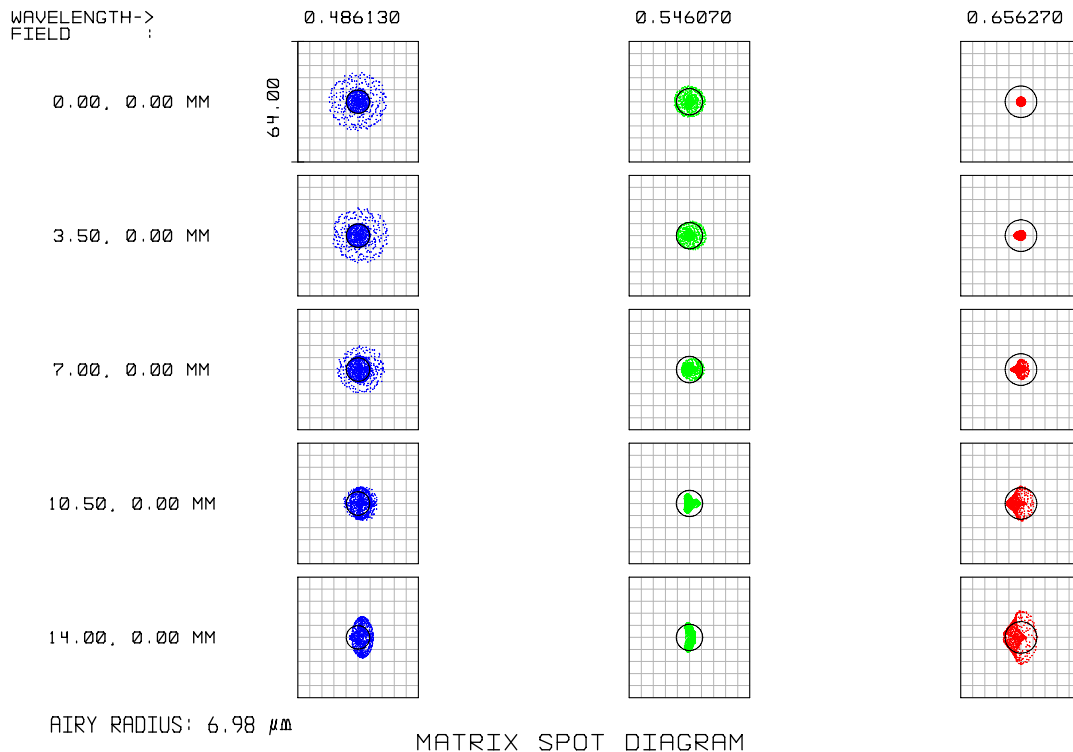 WAVELENGTH-> 0.486130 0.546070 0.656270
FIELD :
0.00, 0.00 MM
64.00
3.50, 0.00 MM
7.00, 0.00 MM
10.50, 0.00 MM
14.00, 0.00 MM
AIRY RADIUS: 6.98 µm
MATRIX SPOT DIAGRAM